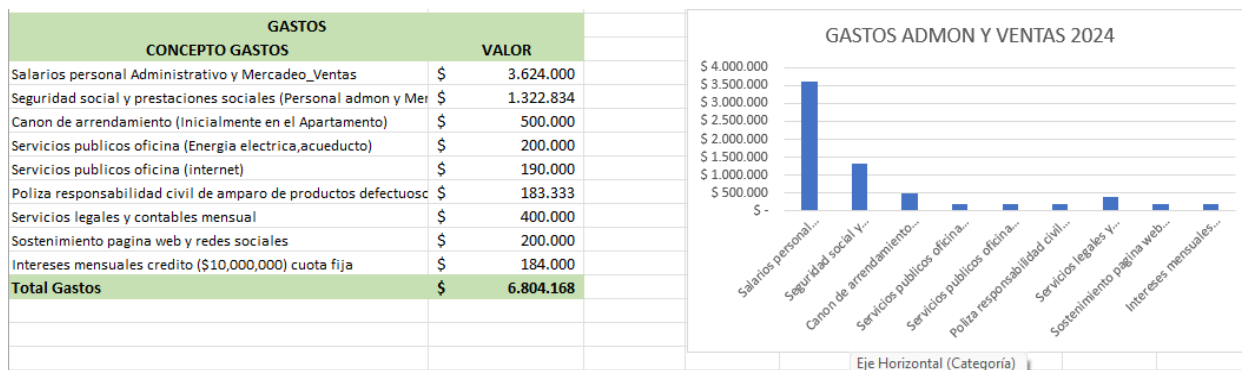 GASTOS
CONCEPTO GASTOS VALOR
Salarios personal Administrativo y Mercadeo_Ventas $ 3.624.000
Seguridad social y prestaciones sociales (Personal admon y Mer $ 1.322.834
Canon de arrendamiento (Inicialmente en el Apartamento) $ 500.000
Servicios publicos oficina (Energia electrica,acueducto) $ 200.000
Servicios publicos oficina (internet) $ 190.000
Poliza responsabilidad civil de amparo de productos defectuosc $ 183.333
Servicios legales y contables mensual $ 400.000
Sostenimiento pagina web y redes sociales $ 200.000
Intereses mensuales credito ($10,000,000) cuota fija $ 184.000
Total Gastos $ 6.804.168
GASTOS ADMON Y VENTAS 2024
$ 4.000.000
$ 3.500.000
$ 3.000.000
$ 2.500.000
$ 2.000.000
$ 1.500.000
$ 1.000.000
$ 500.000
$ -
Salarios personal...
Seguridad social y...
Canon de arrendamiento...
Servicios publicos oficina...
Servicios publicos oficina...
Poliza responsabilidad civil...
Servicios legales y...
Sostenimiento pagina web...
Intereses mensuales...
Eje Horizontal (Categoría)